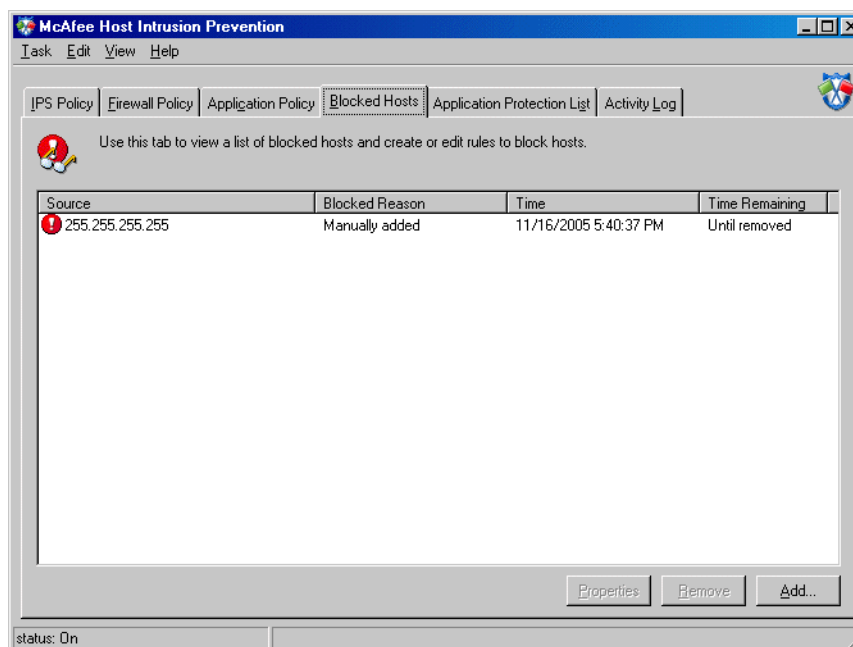 McAfee Host Intrusion Prevention
Task Edit View Help
IPS Policy Firewall Policy Application Policy Blocked Hosts Application Protection List Activity Log
Use this tab to view a list of blocked hosts and create or edit rules to block hosts.
Source Blocked Reason Time Time Remaining
255.255.255.255 Manually added 11/16/2005 5:40:37 PM Until removed
Properties Remove Add...
status: On